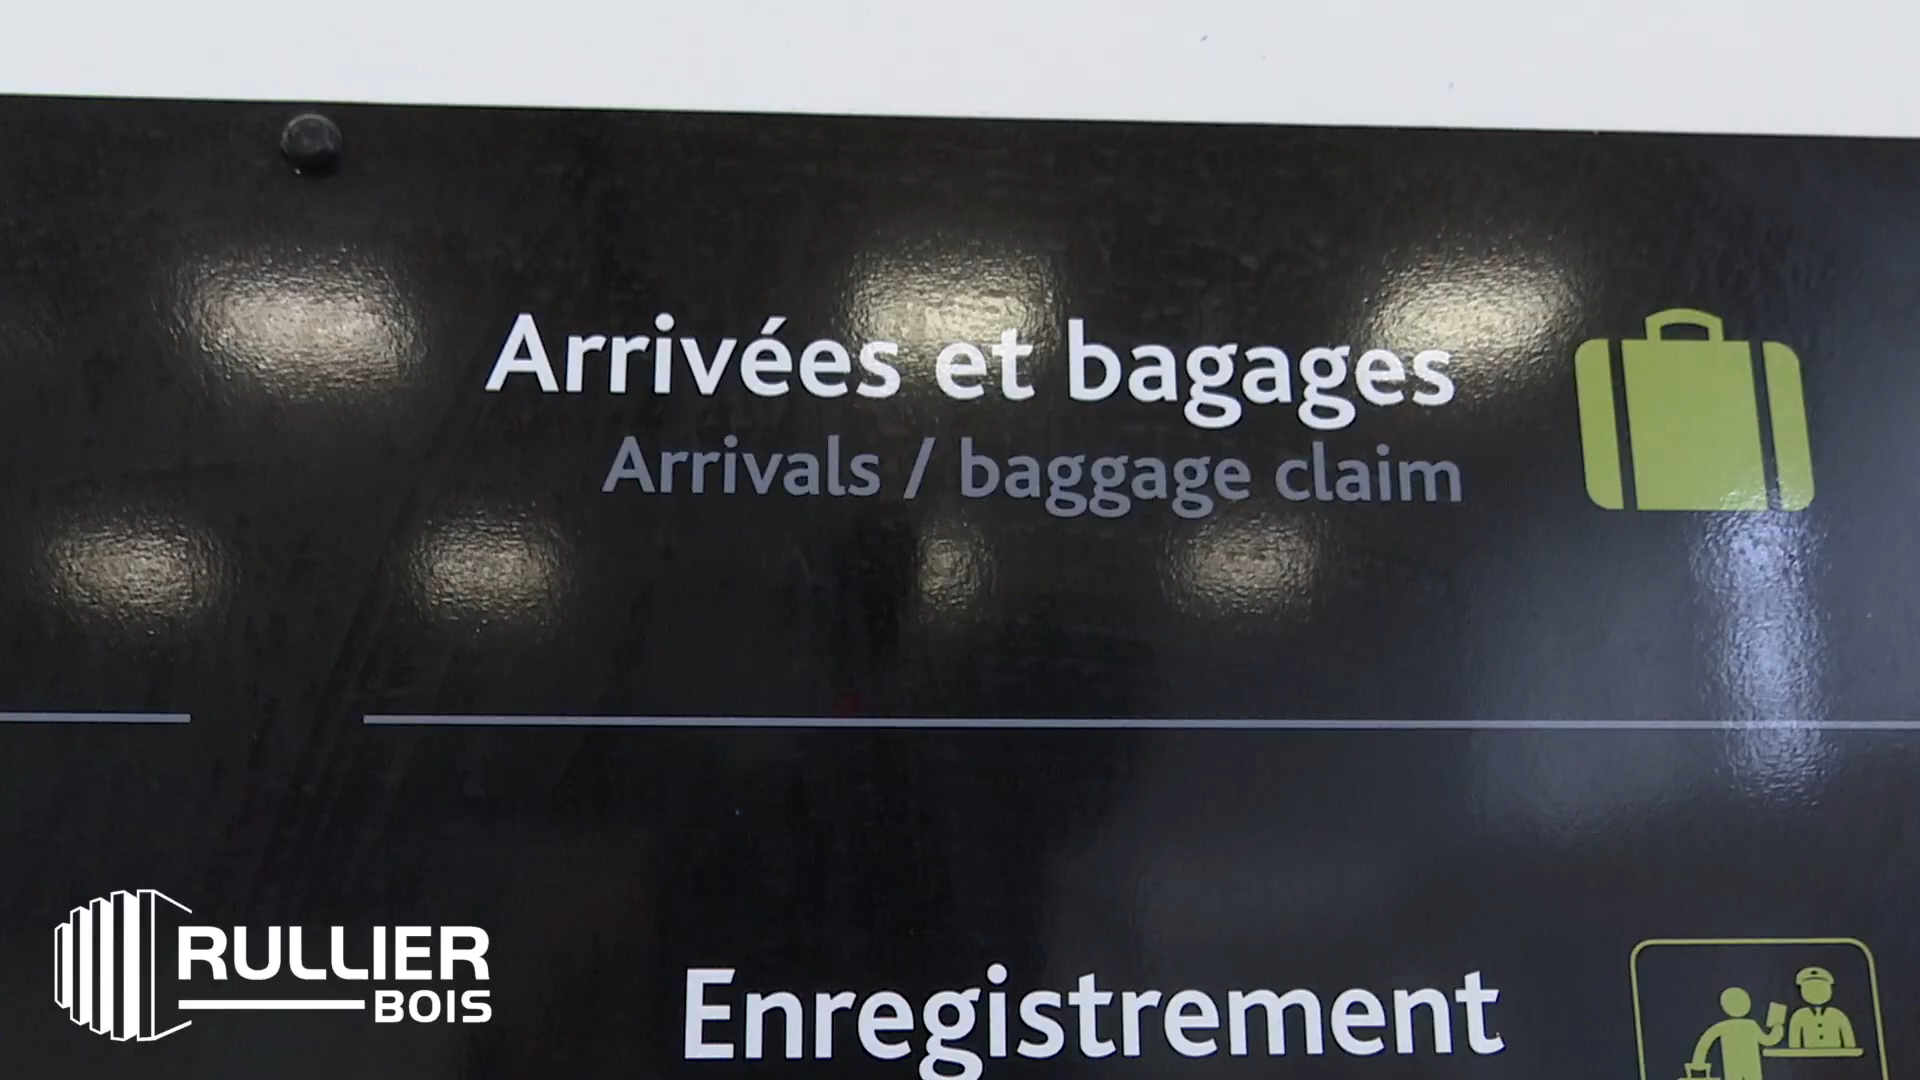 Arrivées et bagages
Arrivals / baggage claim
Enregistrement
RULLIER
BOIS